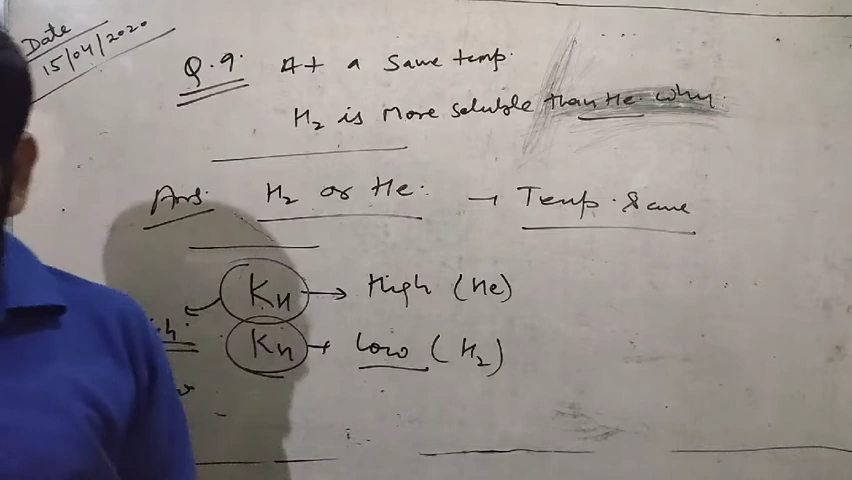 Date
15/04/2020
Q.9. At a same temp.
H₂ is more soluble than He. why.
Ans. H₂ or He. → Temp. Same
KH → High (He)
KH → Low (H₂)